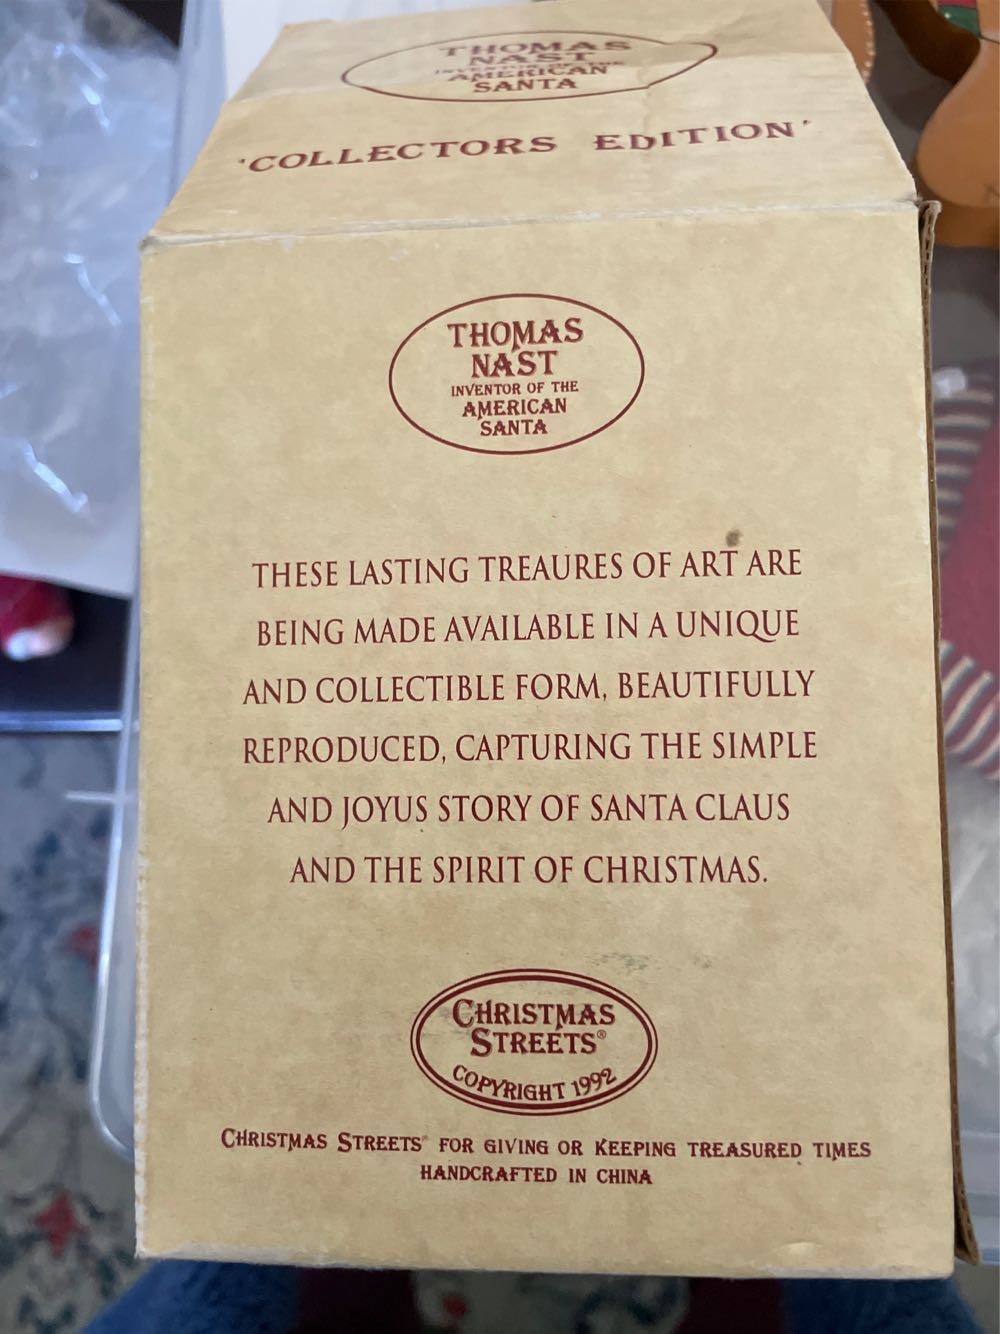 THOMAS
NAST
INVENTOR OF THE
AMERICAN
SANTA
'COLLECTORS EDITION'
THOMAS
NAST
INVENTOR OF THE
AMERICAN
SANTA
THESE LASTING TREAURES OF ART ARE
BEING MADE AVAILABLE IN A UNIQUE
AND COLLECTIBLE FORM, BEAUTIFULLY
REPRODUCED, CAPTURING THE SIMPLE
AND JOYUS STORY OF SANTA CLAUS
AND THE SPIRIT OF CHRISTMAS.
CHRISTMAS
STREETS®
COPYRIGHT 1992
CHRISTMAS STREETS® FOR GIVING OR KEEPING TREASURED TIMES
HANDCRAFTED IN CHINA